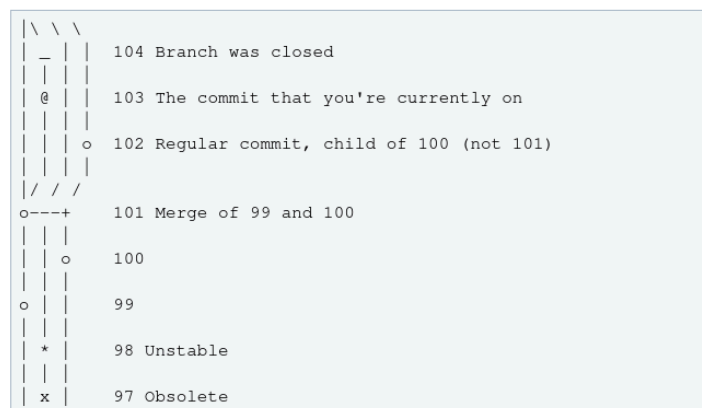 |\ \ \
| _ | |  104 Branch was closed
| | | |
| @ | |  103 The commit that you're currently on
| | | |
| | | o  102 Regular commit, child of 100 (not 101)
| | | |
|/ / /
o---+    101 Merge of 99 and 100
| | |
| | o    100
| | |
o | |    99
| | |
| * |    98 Unstable
| | |
| x |    97 Obsolete